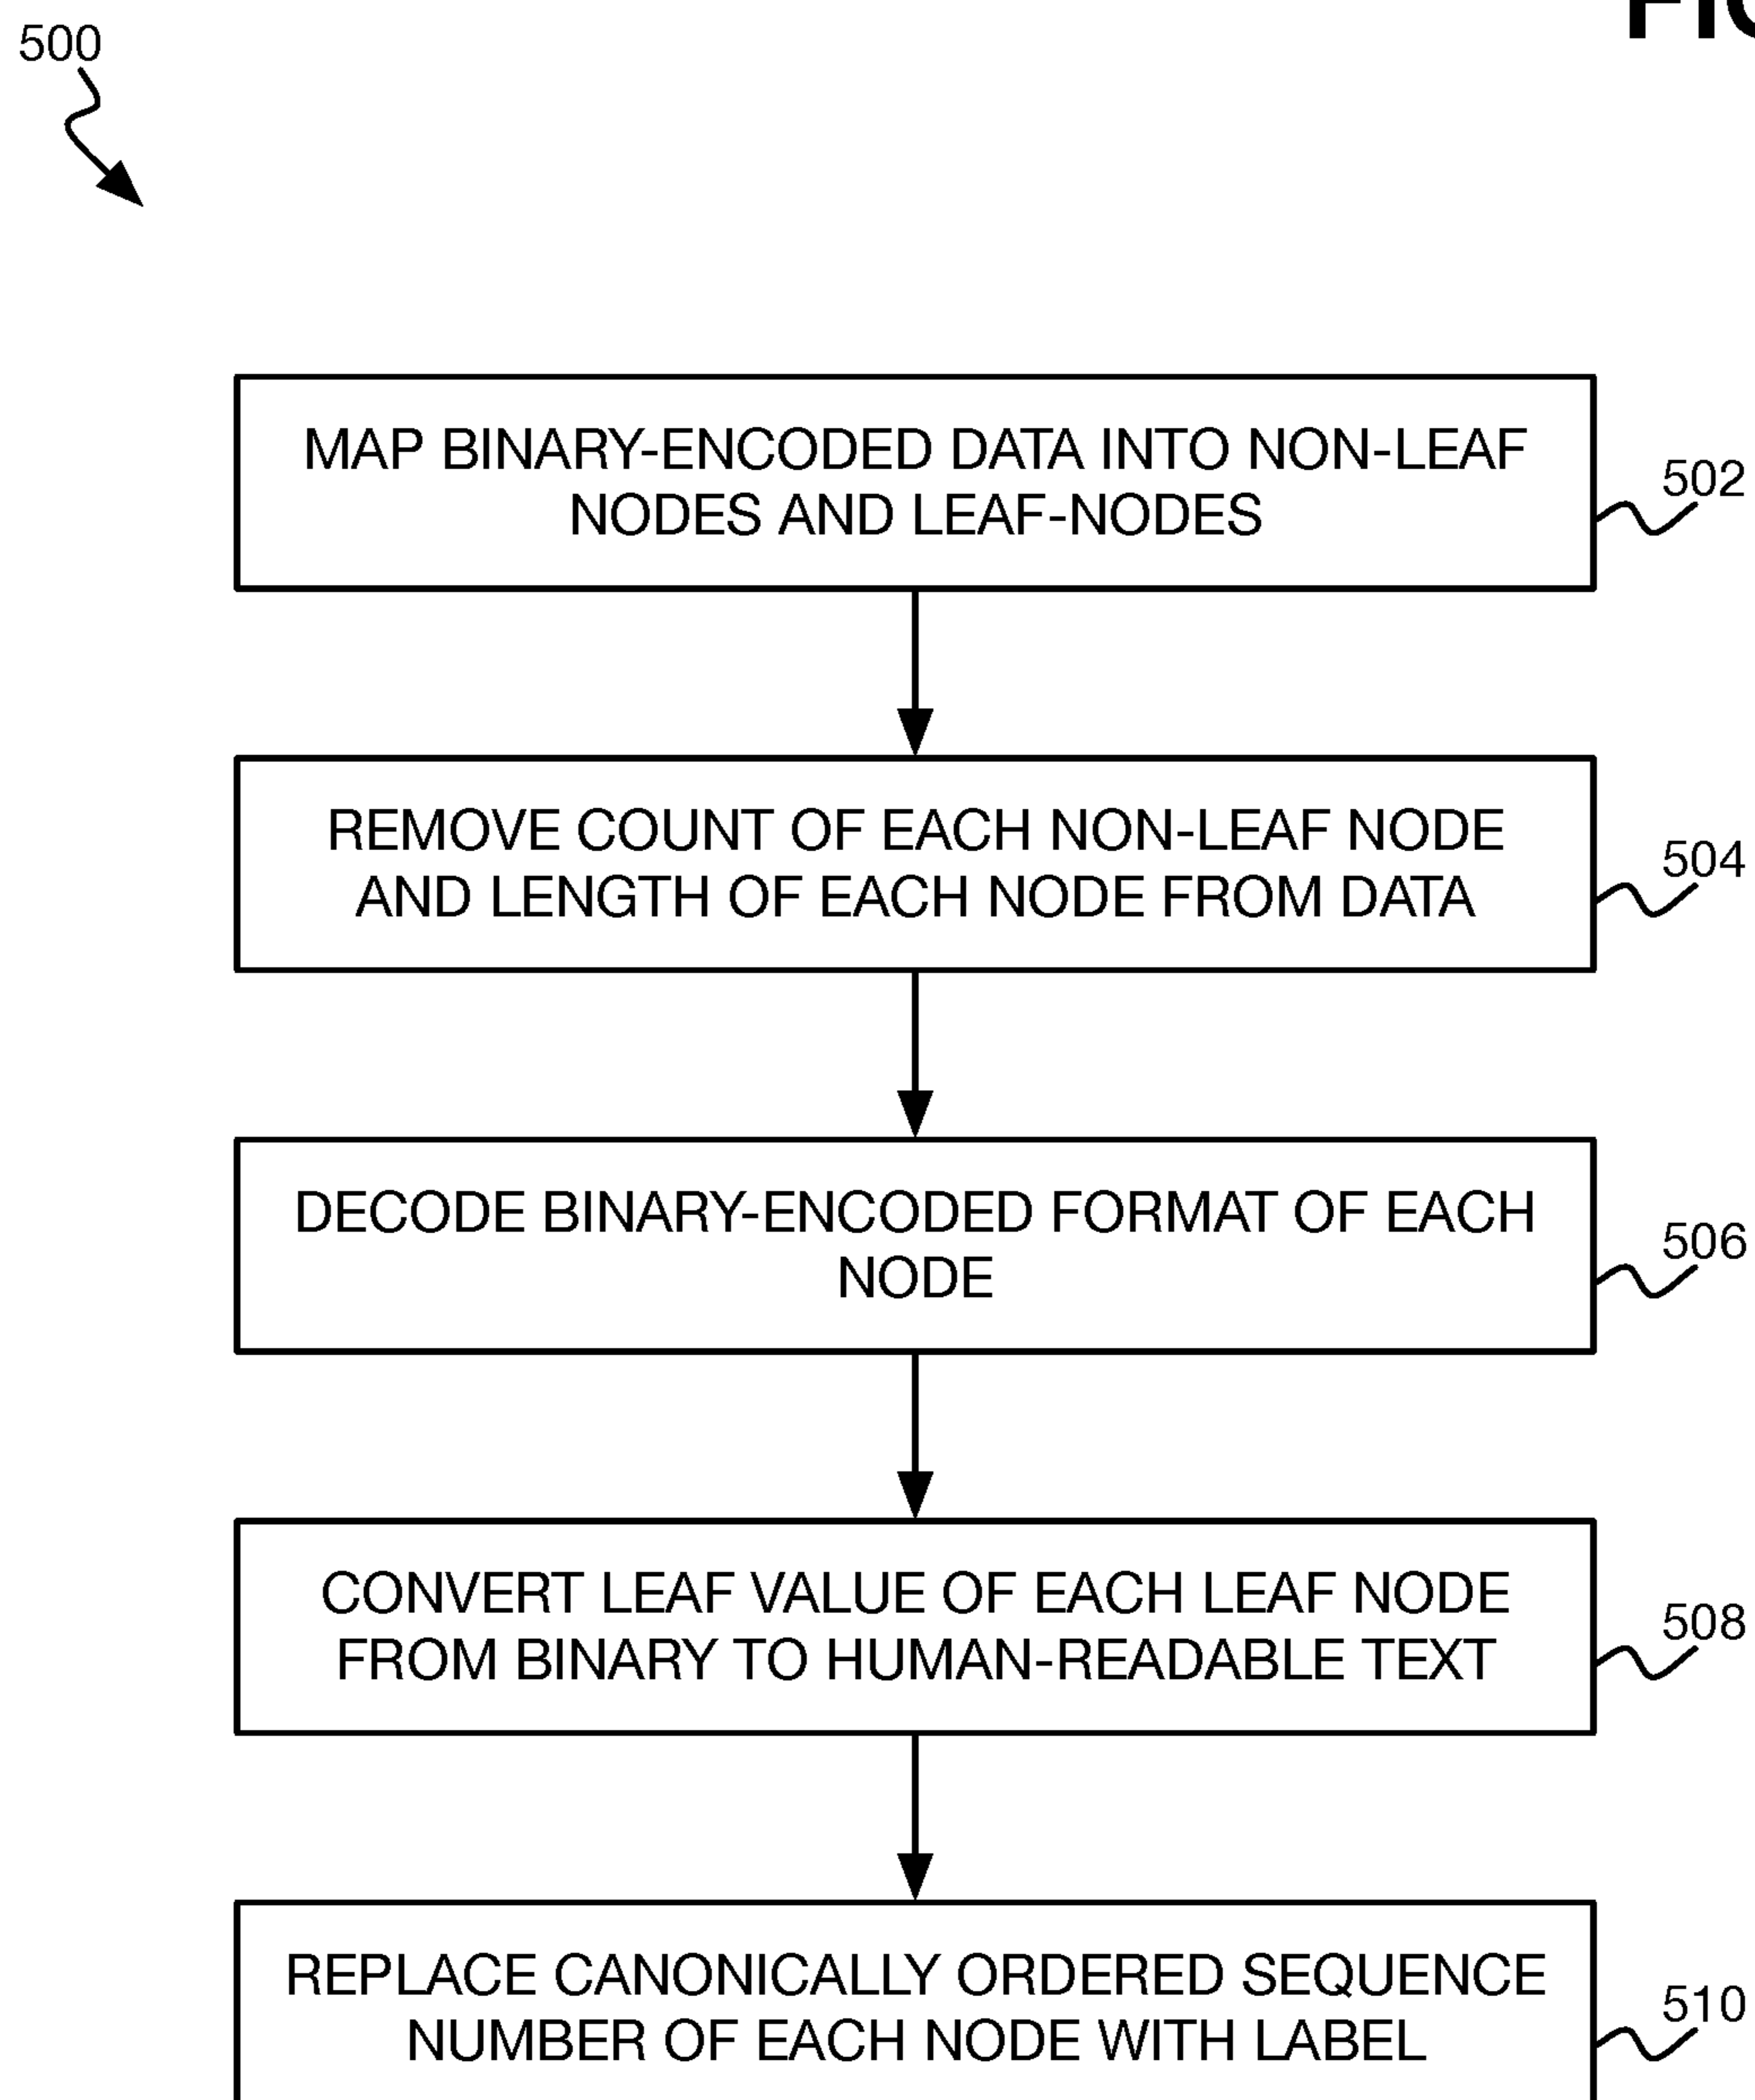 500
MAP BINARY-ENCODED DATA INTO NON-LEAF
NODES AND LEAF-NODES
502
REMOVE COUNT OF EACH NON-LEAF NODE
AND LENGTH OF EACH NODE FROM DATA
504
DECODE BINARY-ENCODED FORMAT OF EACH
NODE
506
CONVERT LEAF VALUE OF EACH LEAF NODE
FROM BINARY TO HUMAN-READABLE TEXT
508
REPLACE CANONICALLY ORDERED SEQUENCE
NUMBER OF EACH NODE WITH LABEL
510